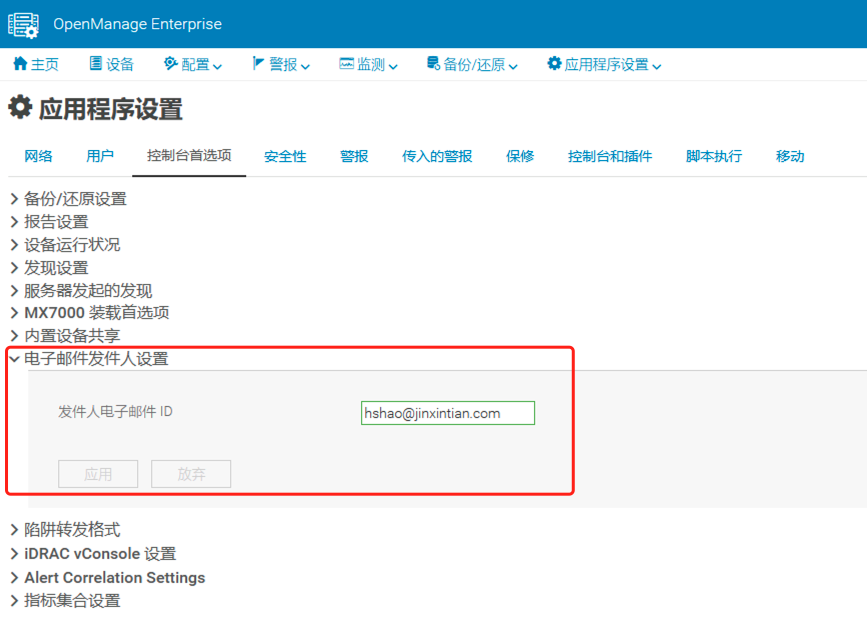 OpenManage Enterprise
主页 设备 配置 警报 监测 备份/还原 应用程序设置
应用程序设置
网络 用户 控制台首选项 安全性 警报 传入的警报 保修 控制台和插件 脚本执行 移动
备份/还原设置
报告设置
设备运行状况
发现设置
服务器发起的发现
MX7000 装载首选项
内置设备共享
电子邮件发件人设置
发件人电子邮件 ID hshao@jinxintian.com
应用 放弃
陷阱转发格式
iDRAC vConsole 设置
Alert Correlation Settings
指标集合设置